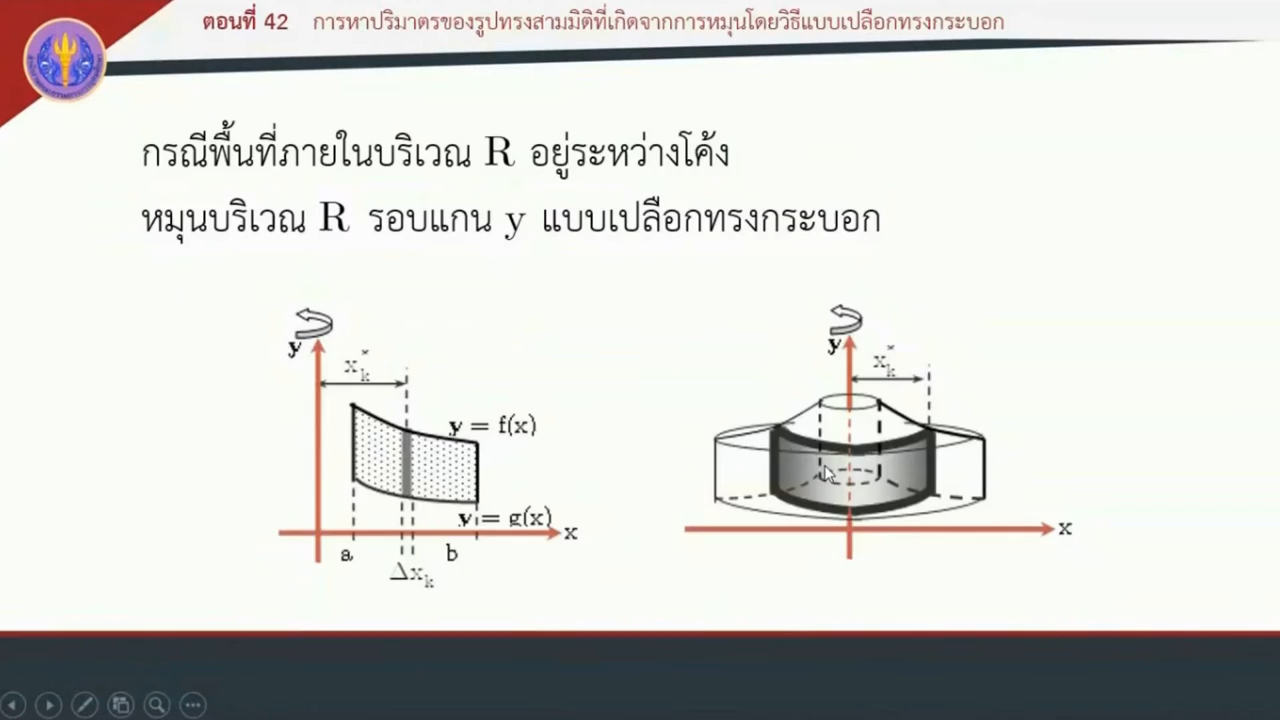 ตอนที่ 42 การหาปริมาตรของรูปทรงสามมิติที่เกิดจากการหมุนโดยวิธีแบบเปลือกทรงกระบอก
กรณีพื้นที่ภายในบริเวณ R อยู่ระหว่างโค้ง
หมุนบริเวณ R รอบแกน y แบบเปลือกทรงกระบอก
y
x*k
y = f(x)
y = g(x)
x
a
b
Δxk
y
x*k
x